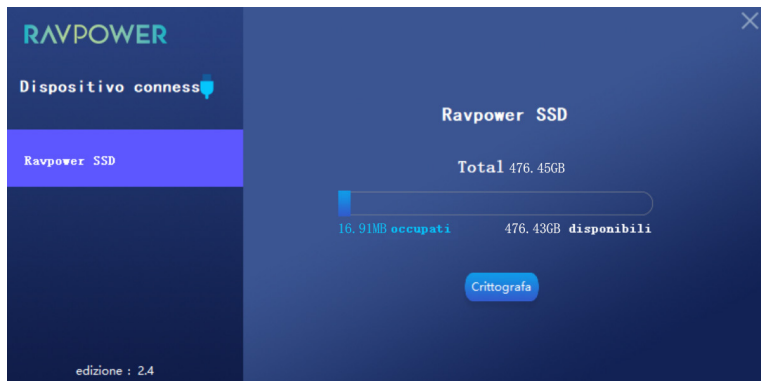 RAVPOWER
Dispositivo conness
Ravpower SSD
edizione : 2.4
Ravpower SSD
Total 476.45GB
16.91MB occupati 476.43GB disponibili
Crittografa